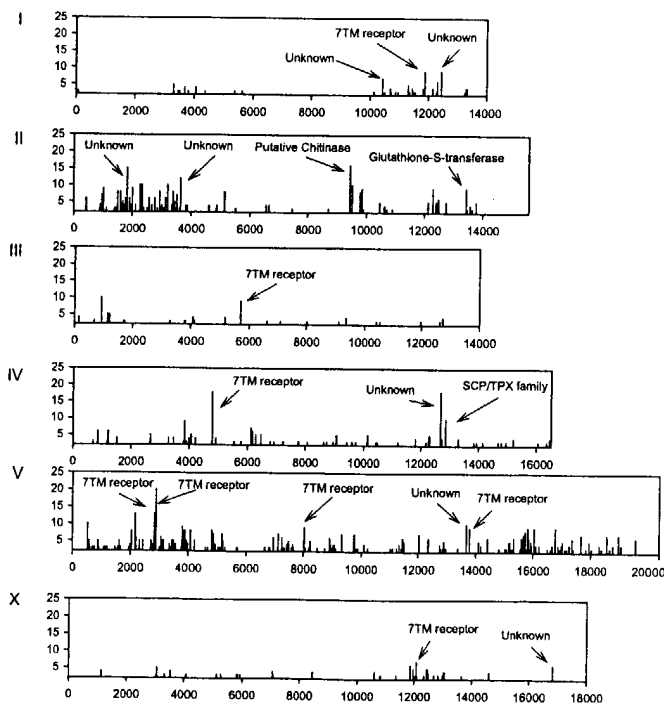 I
25
20
15
10
5
7TM receptor
Unknown
Unknown
0 2000 4000 6000 8000 10000 12000 14000
II
25
20
15
10
5
Unknown
Unknown
Putative Chitinase
Glutathione-S-transferase
0 2000 4000 6000 8000 10000 12000 14000
III
25
20
15
10
5
7TM receptor
0 2000 4000 6000 8000 10000 12000 14000
IV
25
20
15
10
5
7TM receptor
Unknown
SCP/TPX family
0 2000 4000 6000 8000 10000 12000 14000 16000
V
25
20
15
10
5
7TM receptor
7TM receptor
7TM receptor
Unknown
7TM receptor
0 2000 4000 6000 8000 10000 12000 14000 16000 18000 20000
X
25
20
15
10
5
7TM receptor
Unknown
0 2000 4000 6000 8000 10000 12000 14000 16000 18000